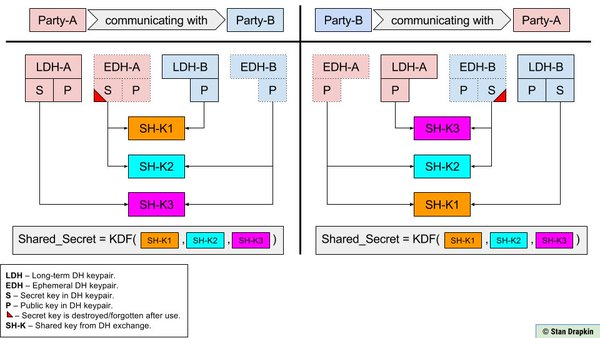 Party-A communicating with Party-B
Party-B communicating with Party-A
LDH-A EDH-A LDH-B EDH-B
S P S P P P
SH-K1
SH-K2
SH-K3
Shared_Secret = KDF( SH-K1 , SH-K2 , SH-K3 )
EDH-A LDH-A EDH-B LDH-B
P P P S P S
SH-K3
SH-K2
SH-K1
Shared_Secret = KDF( SH-K1 , SH-K2 , SH-K3 )
LDH – Long-term DH keypair.
EDH – Ephemeral DH keypair.
S – Secret key in DH keypair.
P – Public key in DH keypair.
– Secret key is destroyed/forgotten after use.
SH-K – Shared key from DH exchange.
© Stan Drapkin